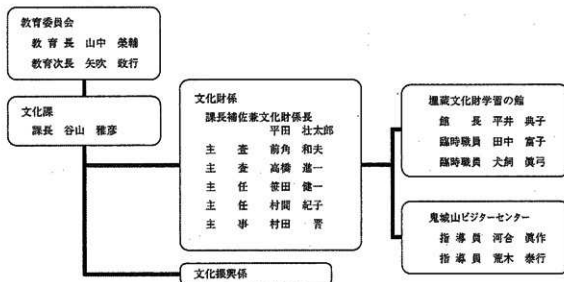 教育委員会
教育長 山中 榮輔
教育次長 矢吹 政行
文化課
課長 谷山 雅彦
文化財係
課長補佐兼文化財係長
平田 壮太郎
主査 前角 和夫
主査 高橋 進一
主任 笹田 健一
主任 村関 紀子
主事 村田 晋
文化振興係
埋蔵文化財学習の館
館長 平井 典子
臨時職員 田中 富子
臨時職員 犬飼 眞弓
鬼城山ビジターセンター
指導員 河合 眞作
指導員 荒木 泰行